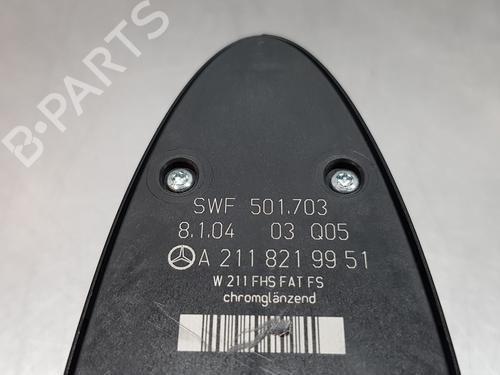 B-PARTS
SWF 501.703
8.1.04 03 Q05
A 211 821 99 51
W 211 FHS FAT FS
chromglänzend